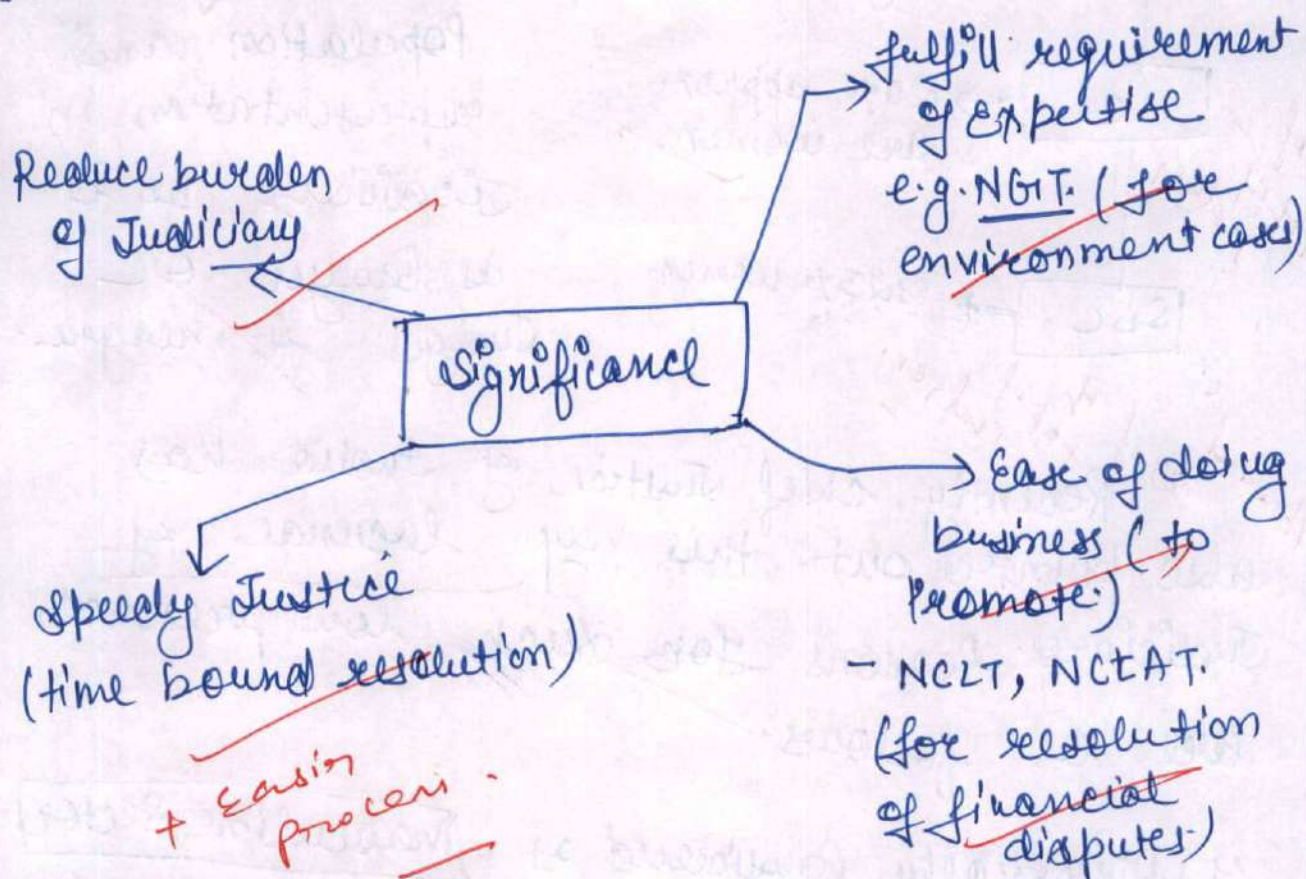 fulfill requirement
of Expertise
e.g. NGT. (for
environment cases)
Reduce burden
of Judiciary
Significance
Ease of doing
business (to
Promote.)
- NCLT, NCLAT.
(for resolution
of financial
disputes)
Speedy Justice
(time bound resolution)
+ easier
process.